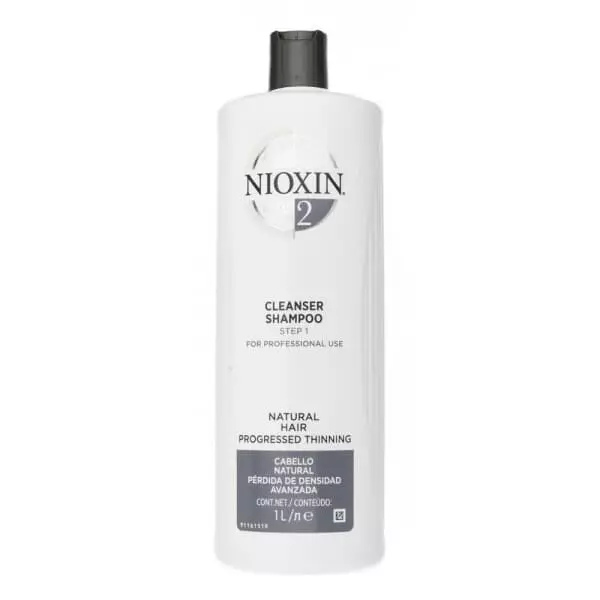 NIOXIN
2
CLEANSER
SHAMPOO
STEP 1
FOR PROFESSIONAL USE
NATURAL
HAIR
PROGRESSED THINNING
CABELLO
NATURAL
PÉRDIDA DE DENSIDAD
AVANZADA
CONT.NET./CONTEÚDO:
1L/л e